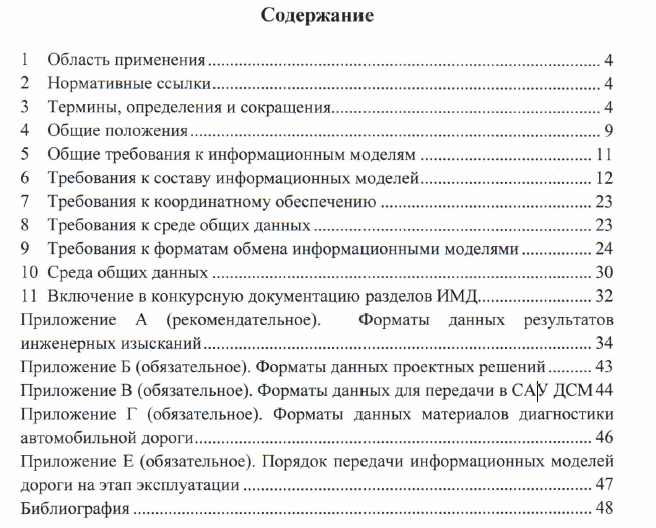 Содержание
1 Область применения ........ 4
2 Нормативные ссылки ........ 4
3 Термины, определения и сокращения ........ 4
4 Общие положения ........ 9
5 Общие требования к информационным моделям ........ 11
6 Требования к составу информационных моделей ........ 12
7 Требования к координатному обеспечению ........ 23
8 Требования к среде общих данных ........ 23
9 Требования к форматам обмена информационными моделями ........ 24
10 Среда общих данных ........ 30
11 Включение в конкурсную документацию разделов ИМД ........ 32
Приложение А (рекомендательное). Форматы данных результатов
инженерных изысканий ........ 34
Приложение Б (обязательное). Форматы данных проектных решений ........ 43
Приложение В (обязательное). Форматы данных для передачи в САУ ДСМ 44
Приложение Г (обязательное). Форматы данных материалов диагностики
автомобильной дороги ........ 46
Приложение Е (обязательное). Порядок передачи информационных моделей
дороги на этап эксплуатации ........ 47
Библиография ........ 48